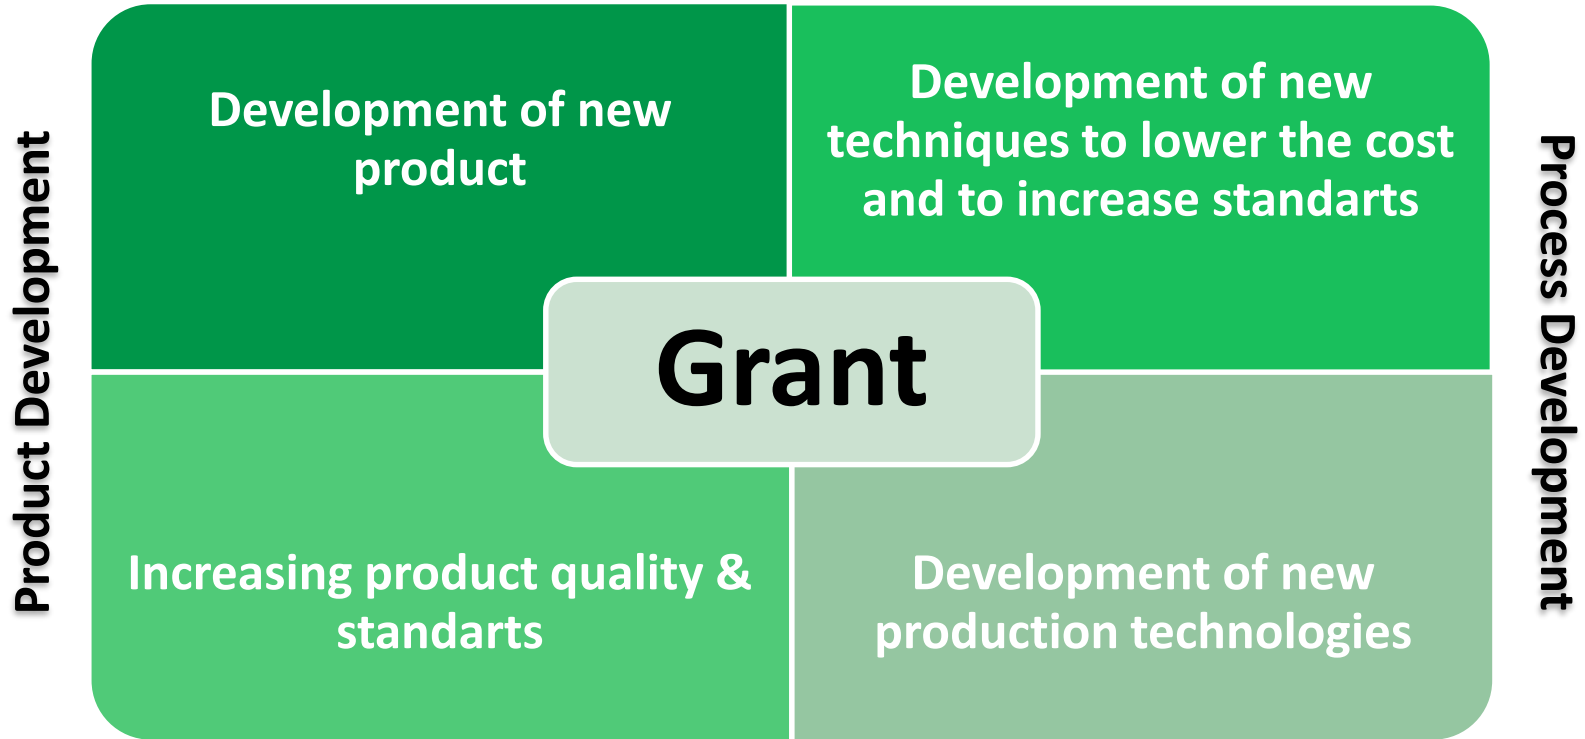 Product Development
Development of new
product
Development of new
techniques to lower the cost
and to increase standarts
Grant
Increasing product quality &
standarts
Development of new
production technologies
Process Development